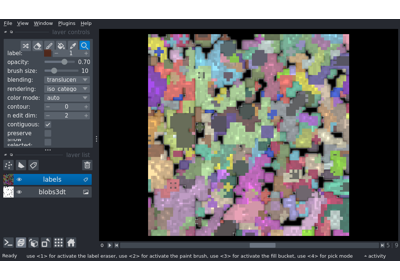 File View Window Plugins Help
layer controls
label: 1
opacity: 0.70
brush size: 10
blending: translucen
rendering: iso_catego
color mode: auto
contour: 0
n edit dim: 2
contiguous:
preserve
show
selected:
layer list
labels
blobs3dt
Ready use <1> for activate the label eraser, use <2> for activate the paint brush, use <3> for activate the fill bucket, use <4> for pick mode activity